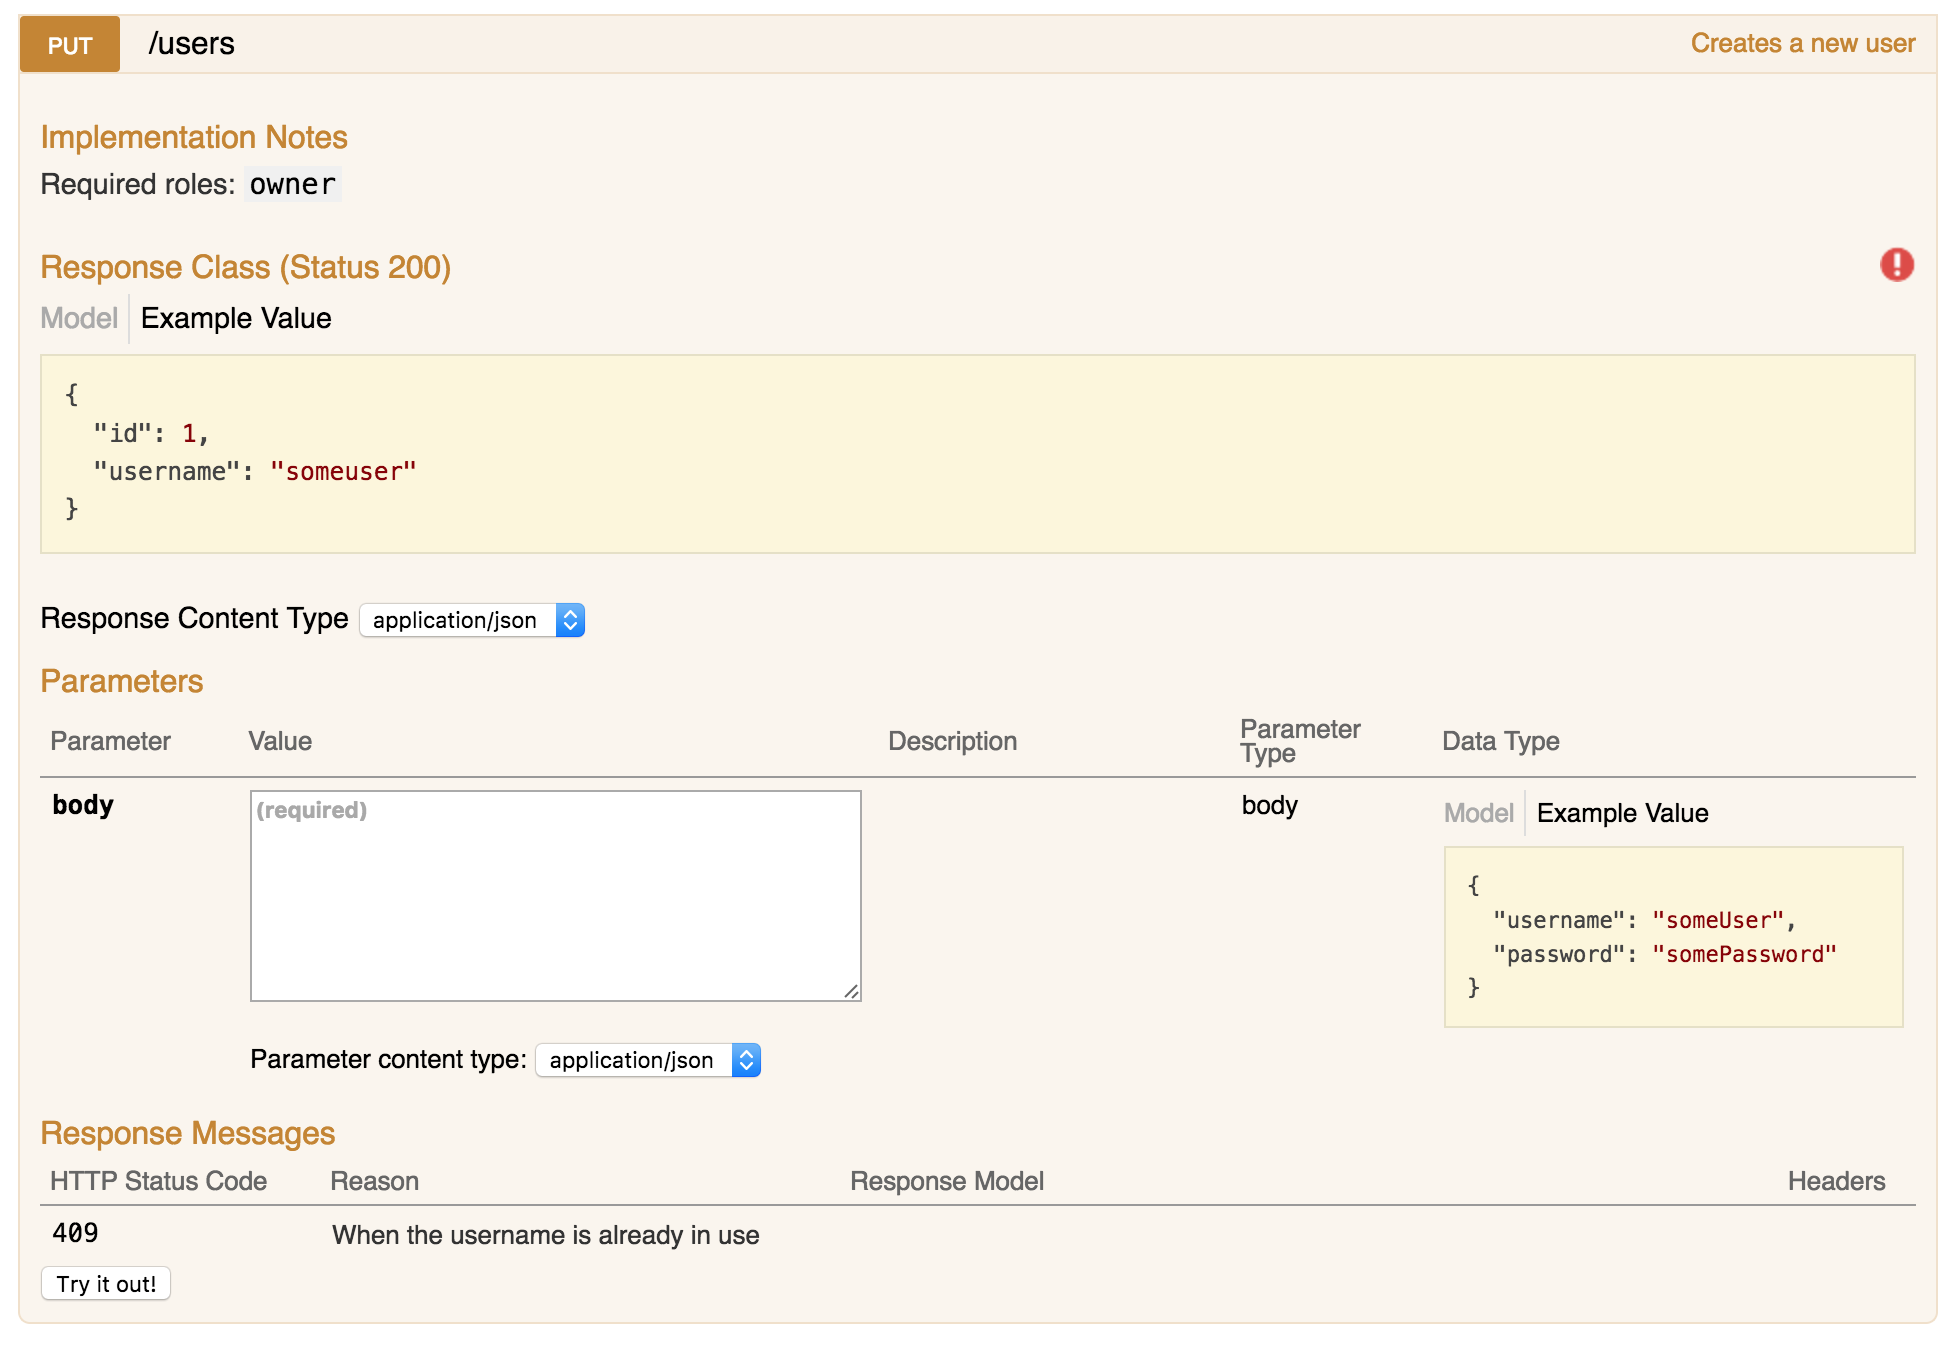 PUT /users Creates a new user
Implementation Notes
Required roles: owner
Response Class (Status 200)
Model Example Value
{
  "id": 1,
  "username": "someuser"
}
Response Content Type application/json
Parameters
Parameter Value Description Parameter Type Data Type
body (required) body Model Example Value
{
  "username": "someUser",
  "password": "somePassword"
}
Parameter content type: application/json
Response Messages
HTTP Status Code Reason Response Model Headers
409 When the username is already in use
Try it out!